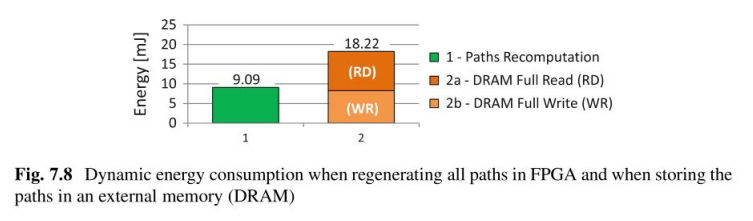 Energy [mJ]
25
20
15
10
5
0
9.09
18.22
(RD)
(WR)
1
2
1 - Paths Recomputation
2a - DRAM Full Read (RD)
2b - DRAM Full Write (WR)
Fig. 7.8 Dynamic energy consumption when regenerating all paths in FPGA and when storing the
paths in an external memory (DRAM)